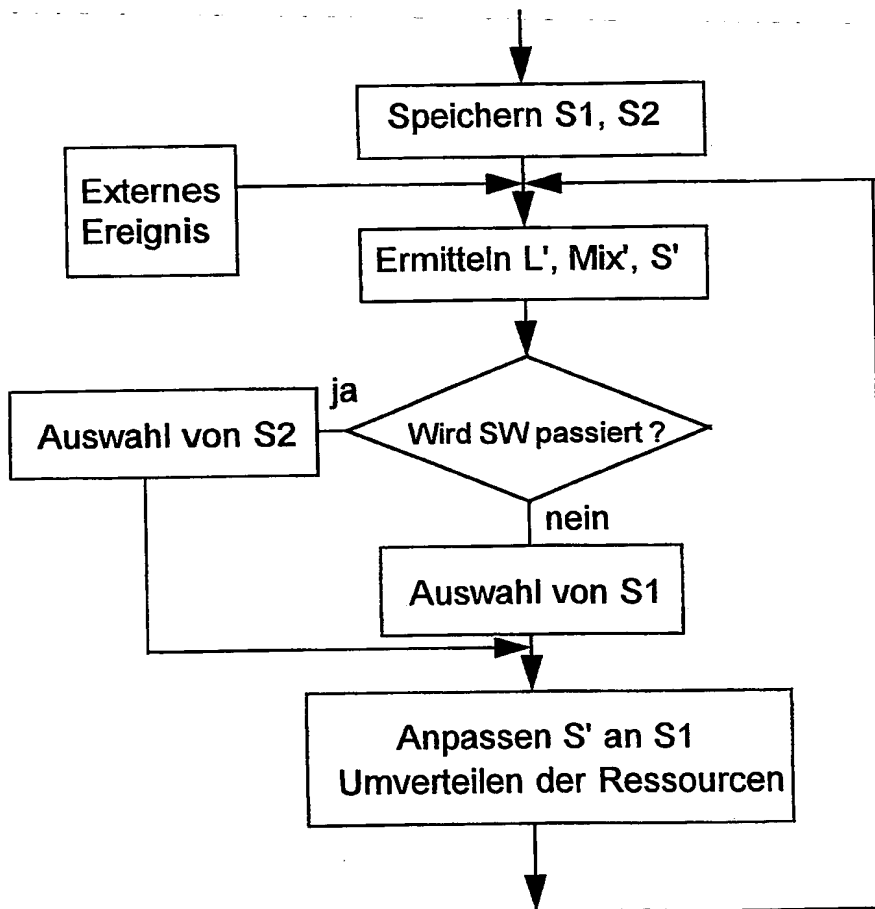 Speichern S1, S2
Externes
Ereignis
Ermitteln L', Mix', S'
ja
Auswahl von S2
Wird SW passiert ?
nein
Auswahl von S1
Anpassen S' an S1
Umverteilen der Ressourcen